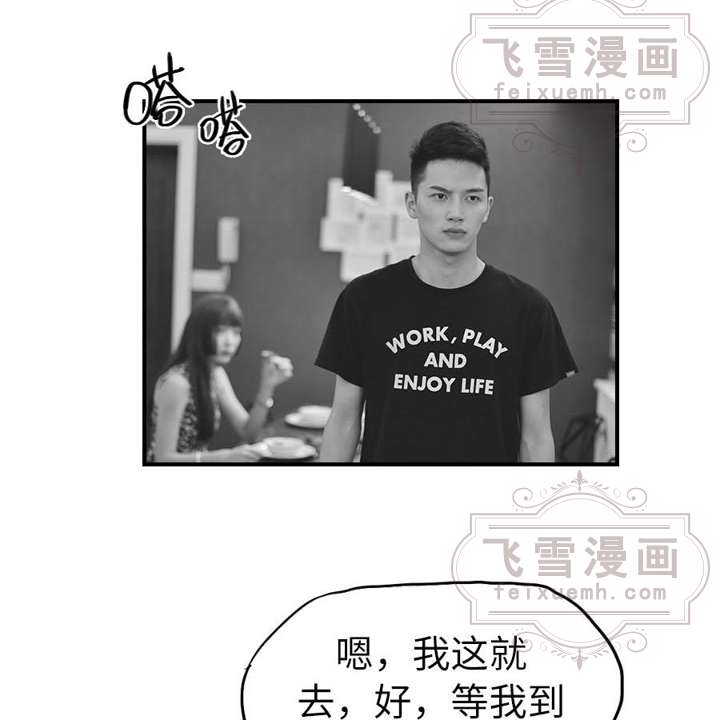 飞雪漫画
feixuemh.com
嗒
嗒
WORK, PLAY
AND
ENJOY LIFE
飞雪漫画
feixuemh.com
嗯，我这就
去，好，等我到